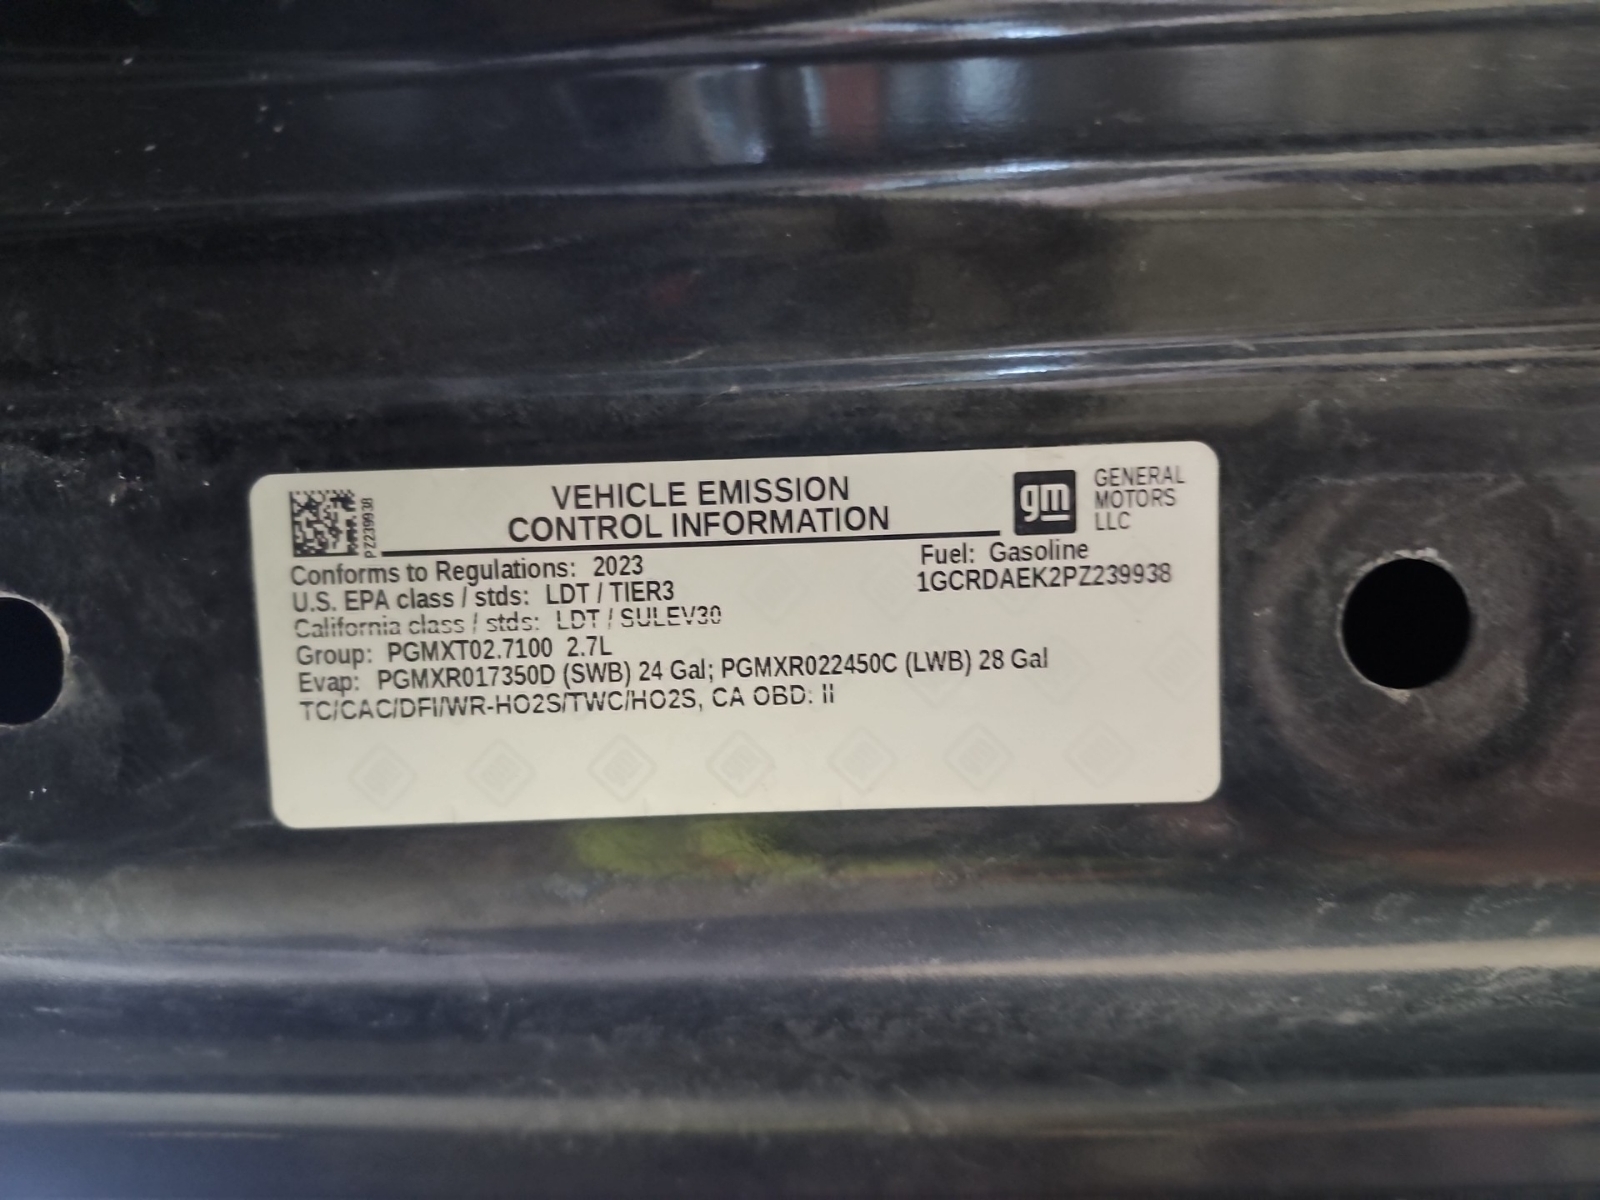 PZ239938
VEHICLE EMISSION
CONTROL INFORMATION
gm
GENERAL
MOTORS
LLC
Conforms to Regulations: 2023
U.S. EPA class / stds: LDT / TIER3
California class / stds: LDT / SULEV30
Group: PGMXT02.7100 2.7L
Evap: PGMXR017350D (SWB) 24 Gal; PGMXR022450C (LWB) 28 Gal
TC/CAC/DFI/WR-HO2S/TWC/HO2S, CA OBD: II
Fuel: Gasoline
1GCRDAEK2PZ239938